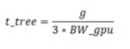 t_tree = g / 3 * BW_gpu